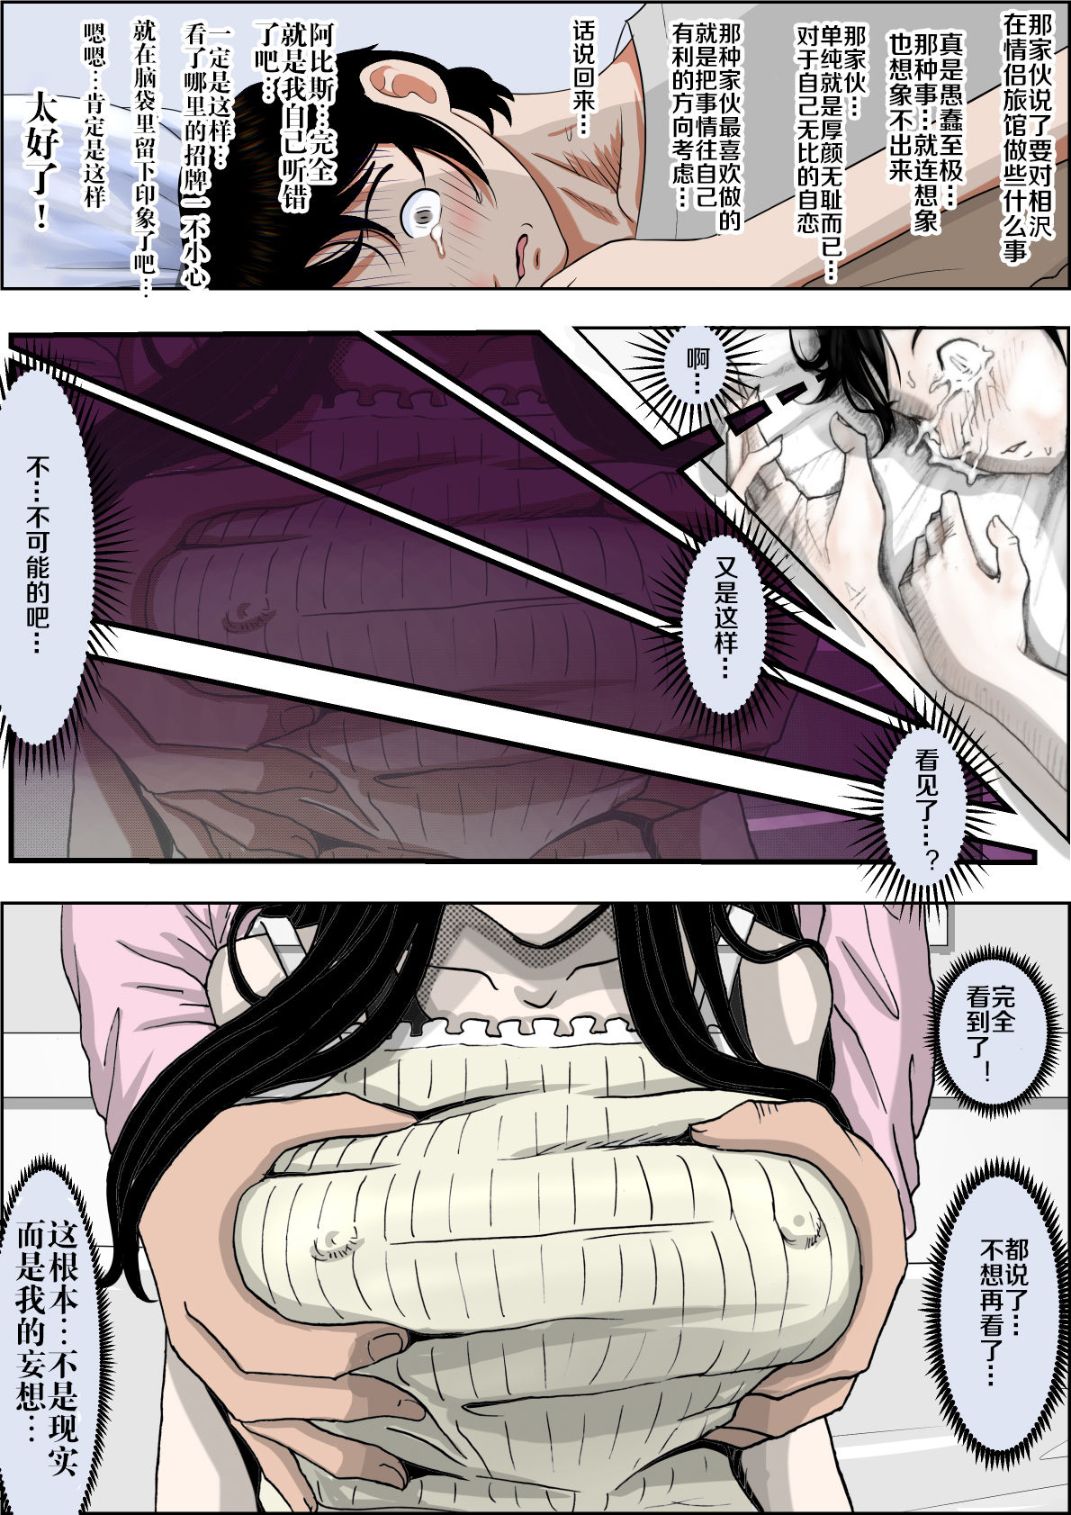 那家伙说了要对相沢
在情侣旅馆做些什么事
真是愚蠢至极…
那种事…就连想象
也想象不出来
那家伙…
单纯就是厚颜无耻而已…
对于自己无比的自恋
那种家伙最喜欢做的
就是把事情往自己
有利的方向考虑…
话说回来…
阿比斯…完全
就是我自己听错
了吧…
一定是这样…
看了哪里的招牌一不小心
就在脑袋里留下印象了吧…
嗯嗯…肯定是这样
太好了！
啊…
又是这样…
看见了…?
不…不可能的吧…
完全
看到了！
都说了…
不想再看了…
这根本…不是现实
而是我的妄想…